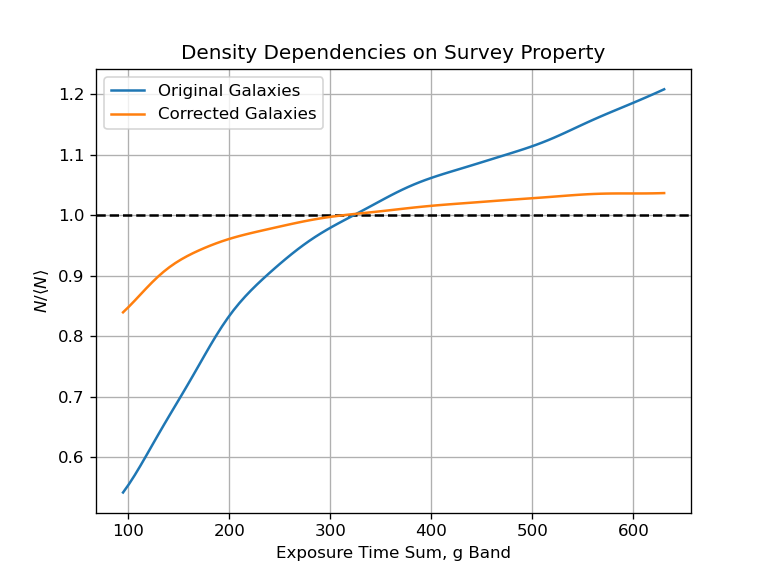 Density Dependencies on Survey Property
Original Galaxies
Corrected Galaxies
1.2
1.1
1.0
0.9
0.8
0.7
0.6
N/⟨N⟩
100 200 300 400 500 600
Exposure Time Sum, g Band